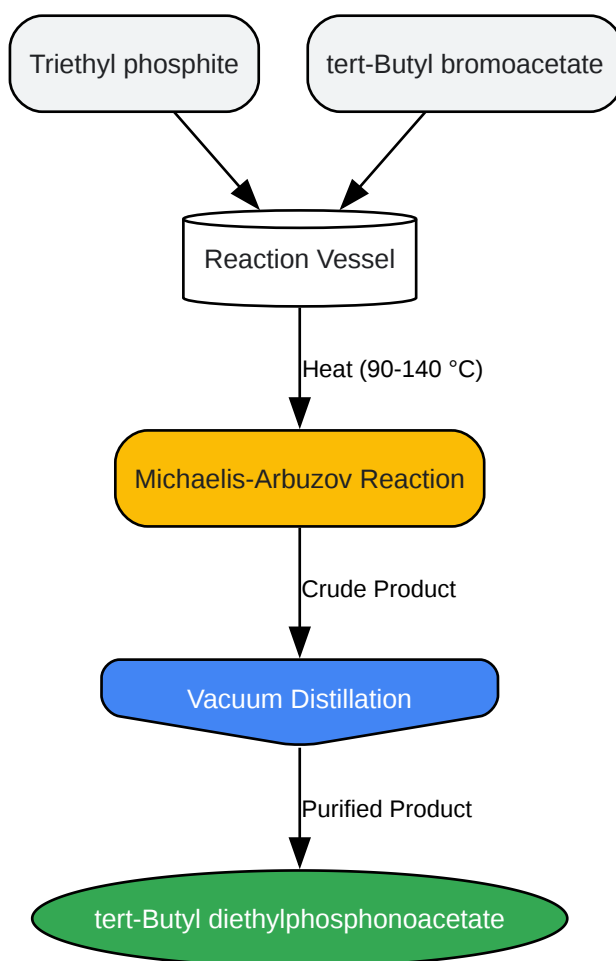 Triethyl phosphite
tert-Butyl bromoacetate
Reaction Vessel
Heat (90-140 °C)
Michaelis-Arbuzov Reaction
Crude Product
Vacuum Distillation
Purified Product
tert-Butyl diethylphosphonoacetate